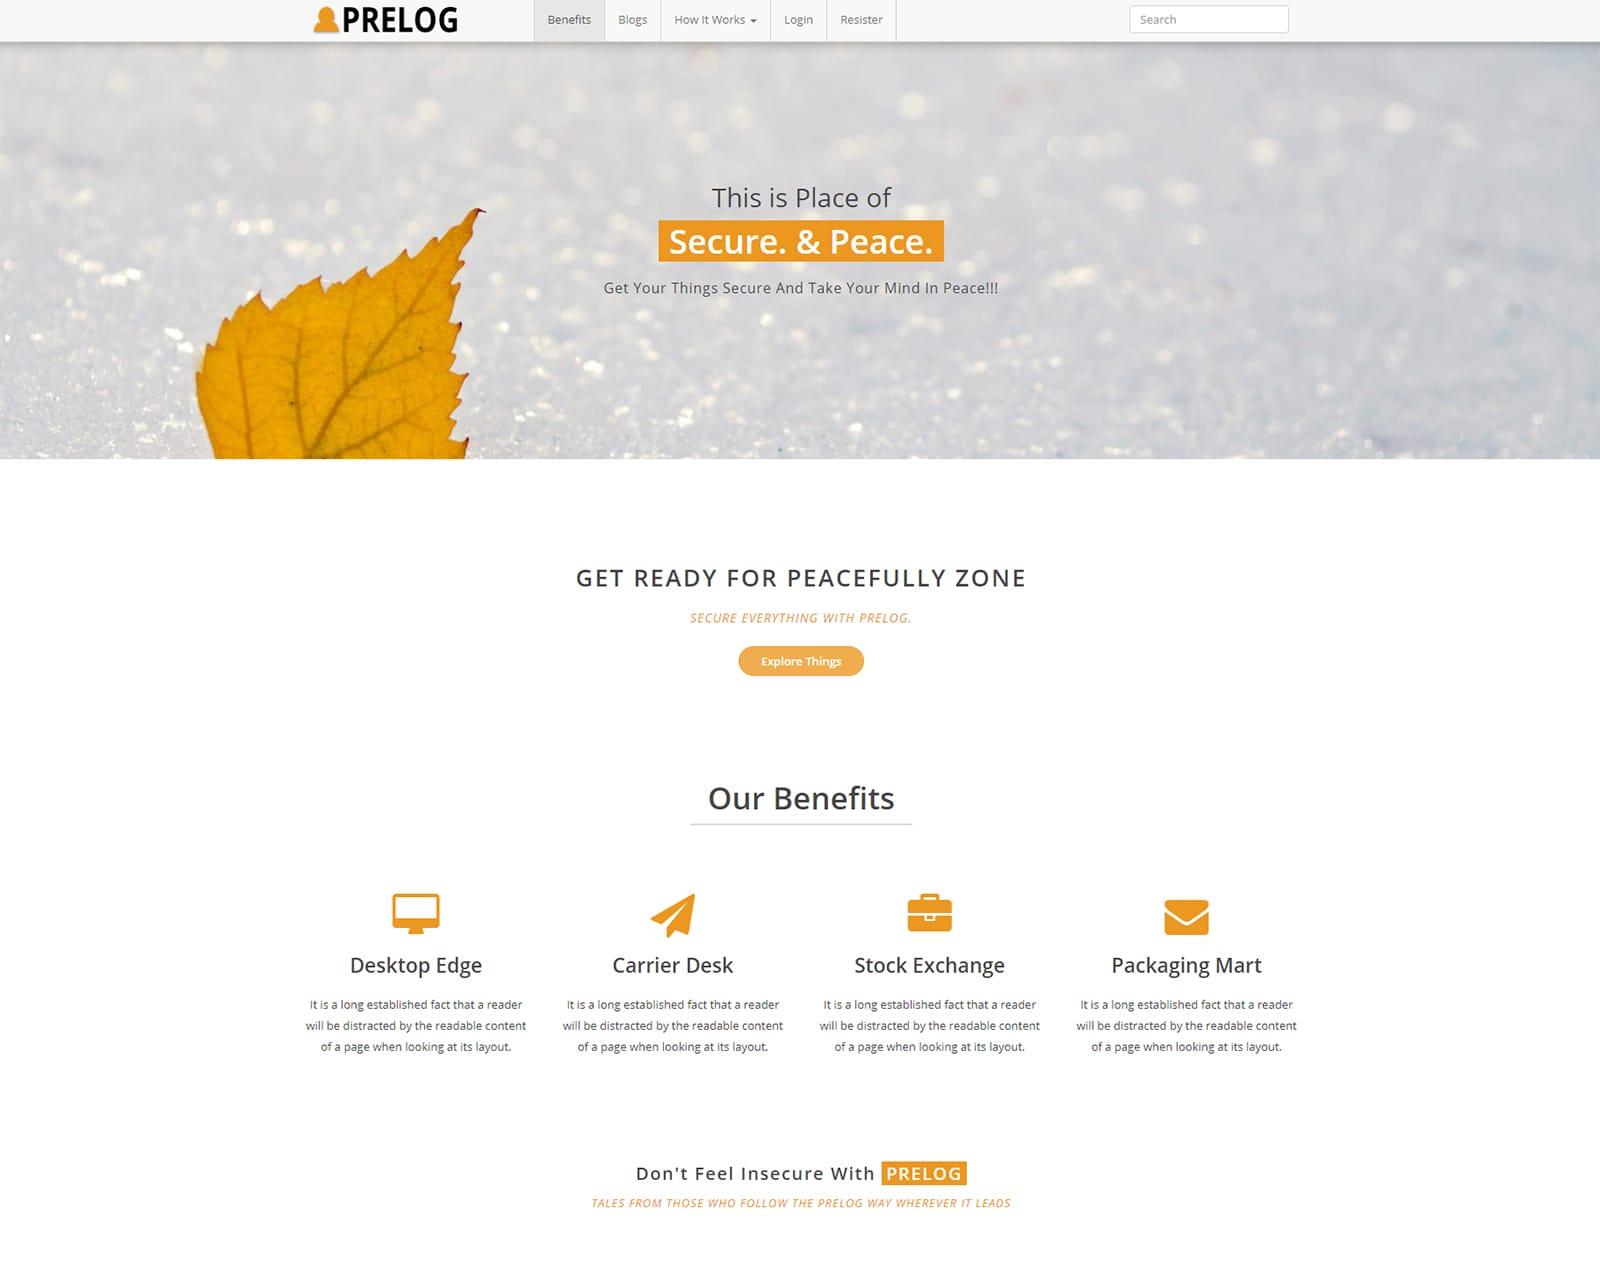 PRELOG
Benefits
Blogs
How It Works
Login
Resister
Search
This is Place of
Secure. & Peace.
Get Your Things Secure And Take Your Mind In Peace!!!
GET READY FOR PEACEFULLY ZONE
SECURE EVERYTHING WITH PRELOG.
Explore Things
Our Benefits
Desktop Edge
It is a long established fact that a reader
will be distracted by the readable content
of a page when looking at its layout.
Carrier Desk
It is a long established fact that a reader
will be distracted by the readable content
of a page when looking at its layout.
Stock Exchange
It is a long established fact that a reader
will be distracted by the readable content
of a page when looking at its layout.
Packaging Mart
It is a long established fact that a reader
will be distracted by the readable content
of a page when looking at its layout.
Don't Feel Insecure With PRELOG
TALES FROM THOSE WHO FOLLOW THE PRELOG WAY WHEREVER IT LEADS